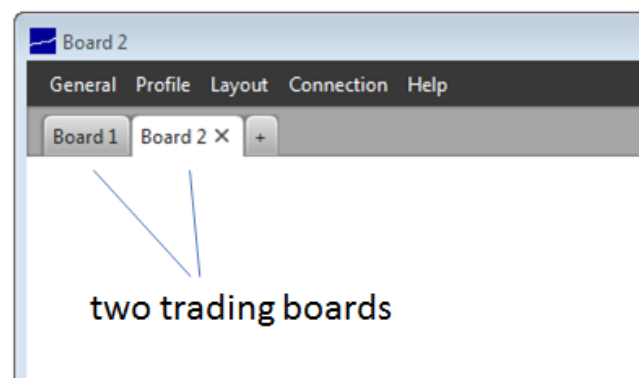 Board 2
General Profile Layout Connection Help
Board 1 Board 2 × +
two trading boards